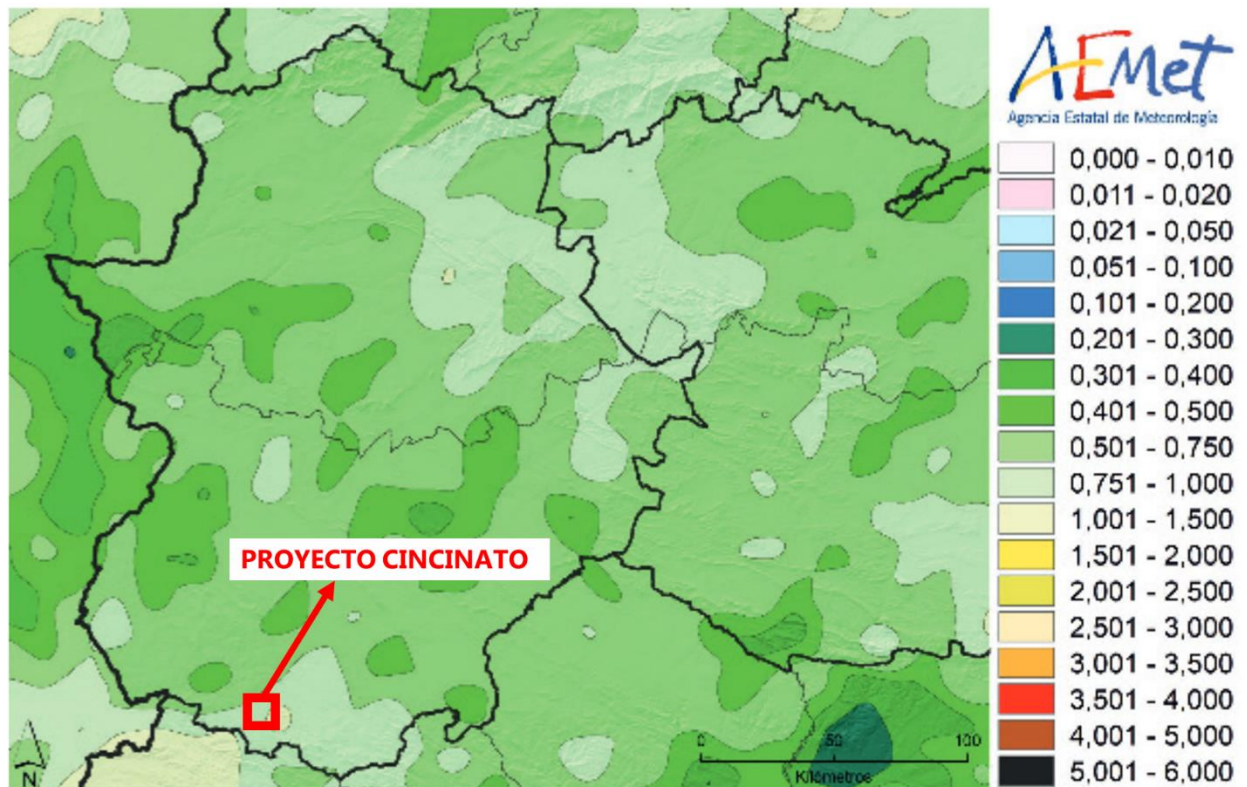 AEMet
Agencia Estatal de Meteorología
0,000 - 0,010
0,011 - 0,020
0,021 - 0,050
0,051 - 0,100
0,101 - 0,200
0,201 - 0,300
0,301 - 0,400
0,401 - 0,500
0,501 - 0,750
0,751 - 1,000
1,001 - 1,500
1,501 - 2,000
2,001 - 2,500
2,501 - 3,000
3,001 - 3,500
3,501 - 4,000
4,001 - 5,000
5,001 - 6,000
PROYECTO CINCINATO
N
0 50 100
Kilómetros